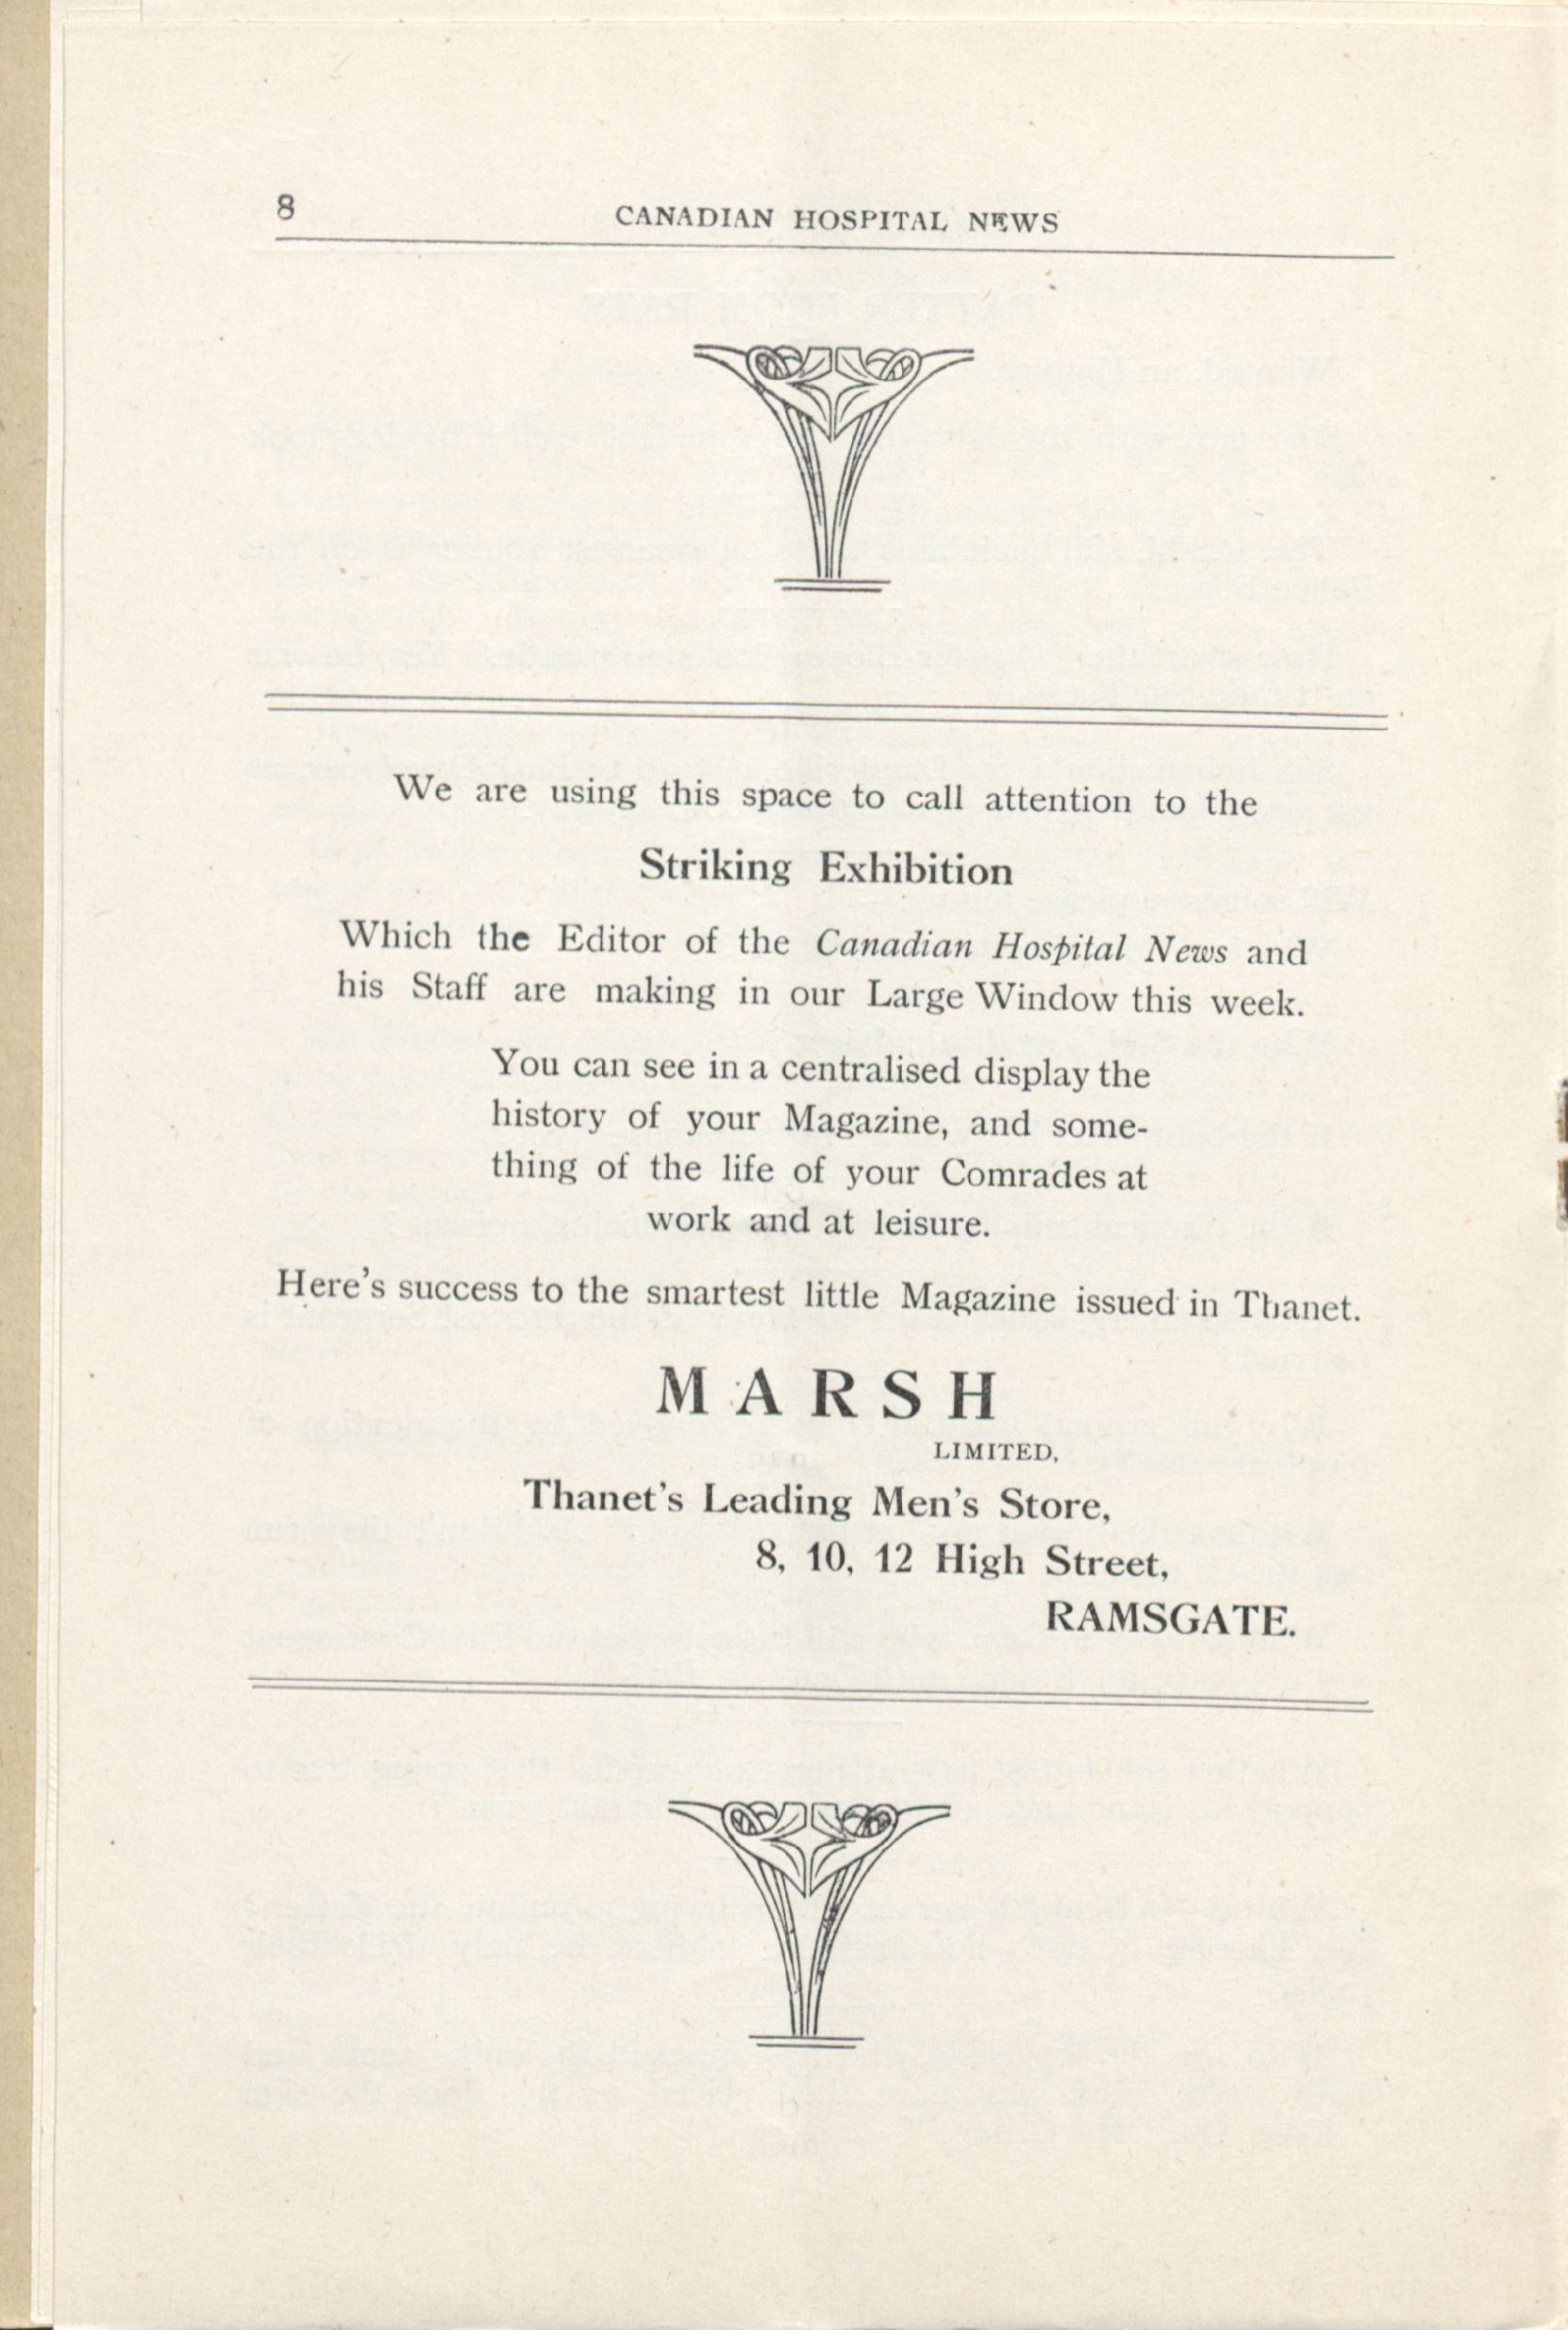 8
CANADIAN HOSPITAL NEWS
We are using this space to call attention to the
Striking Exhibition
Which the Editor of the Canadian Hospital News and
his Staff are making in our Large Window this week.
You can see in a centralised display the
history of your Magazine, and some-
thing of the life of your Comrades at
work and at leisure.
Here's success to the smartest little Magazine issued in Thanet.
MARSH
LIMITED,
Thanet's Leading Men's Store,
8, 10, 12 High Street,
RAMSGATE.